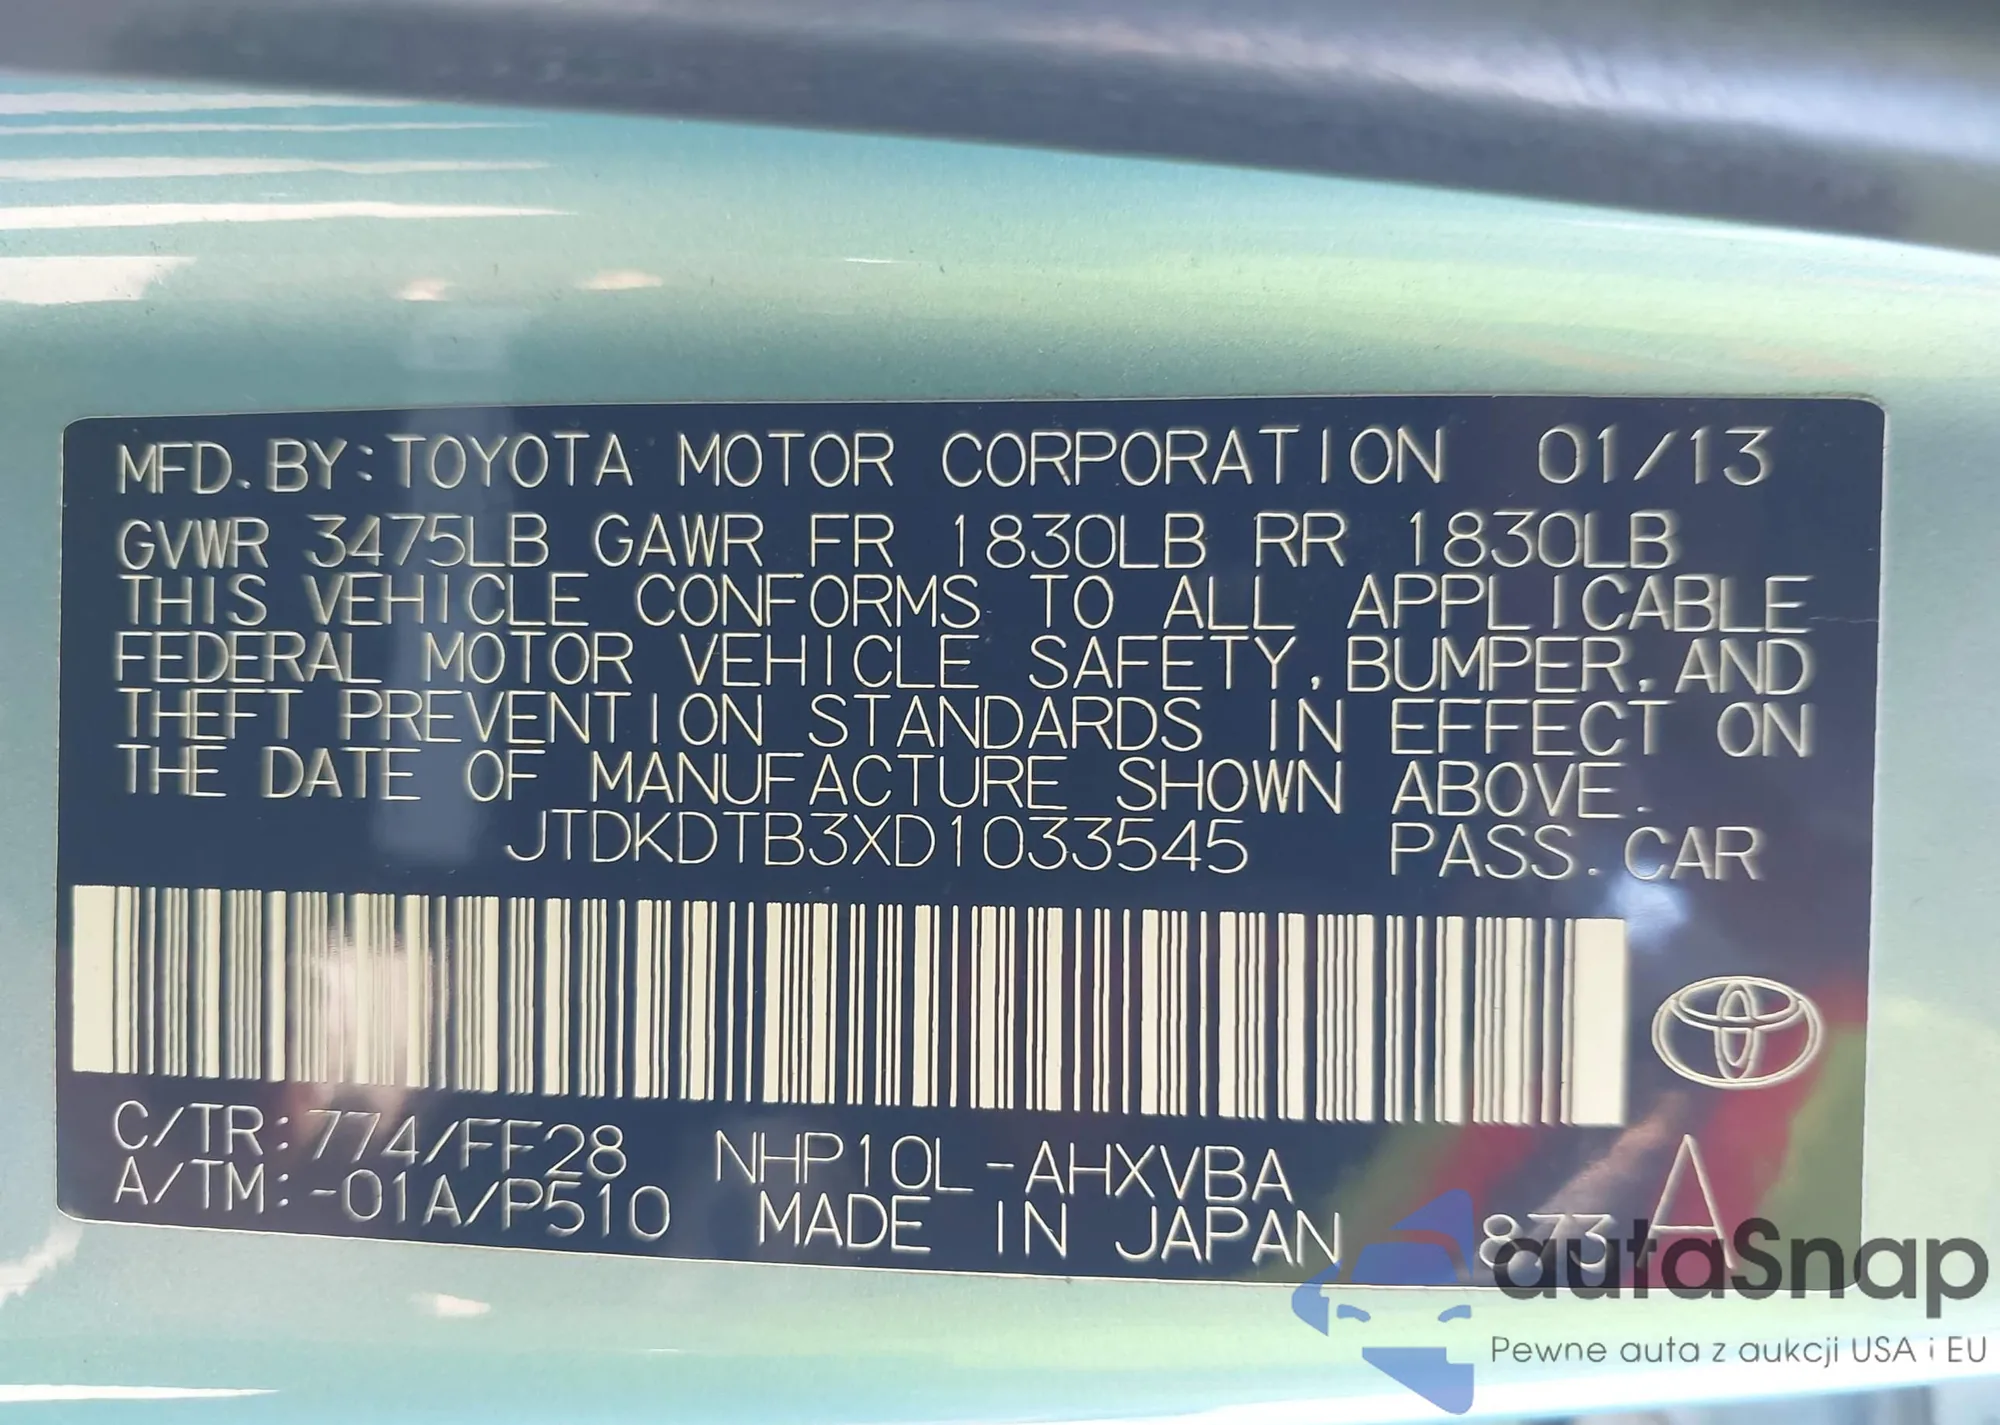 MFD. BY: TOYOTA MOTOR CORPORATION 01/13
GVWR 3475LB GAWR FR 1830LB RR 1830LB
THIS VEHICLE CONFORMS TO ALL APPLICABLE
FEDERAL MOTOR VEHICLE SAFETY, BUMPER, AND
THEFT PREVENTION STANDARDS IN EFFECT ON
THE DATE OF MANUFACTURE SHOWN ABOVE.
JTDKDTB3XD1033545 PASS. CAR
C/TR: 774/FF28 NHP10L-AHXVBA A
A/TM: -01A/P510 MADE IN JAPAN 873
autaSnap
Pewne auta z aukcji USA i EU